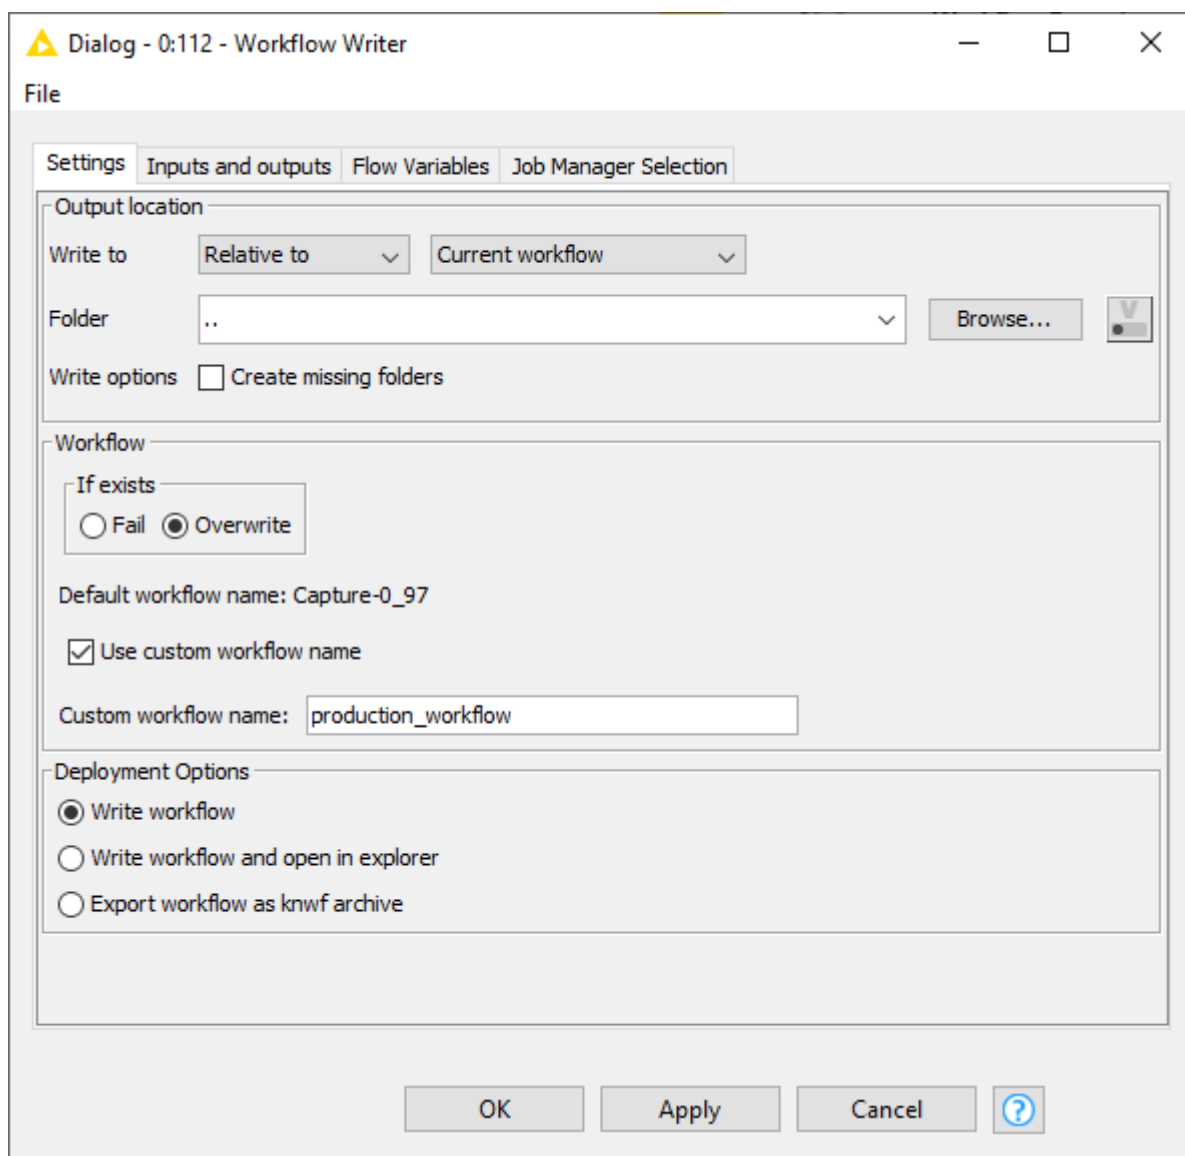 Dialog - 0:112 - Workflow Writer
File
Settings Inputs and outputs Flow Variables Job Manager Selection
Output location
Write to Relative to Current workflow
Folder .. Browse... V
Write options Create missing folders
Workflow
If exists
Fail Overwrite
Default workflow name: Capture-0_97
Use custom workflow name
Custom workflow name: production_workflow
Deployment Options
Write workflow
Write workflow and open in explorer
Export workflow as knwf archive
OK Apply Cancel ?